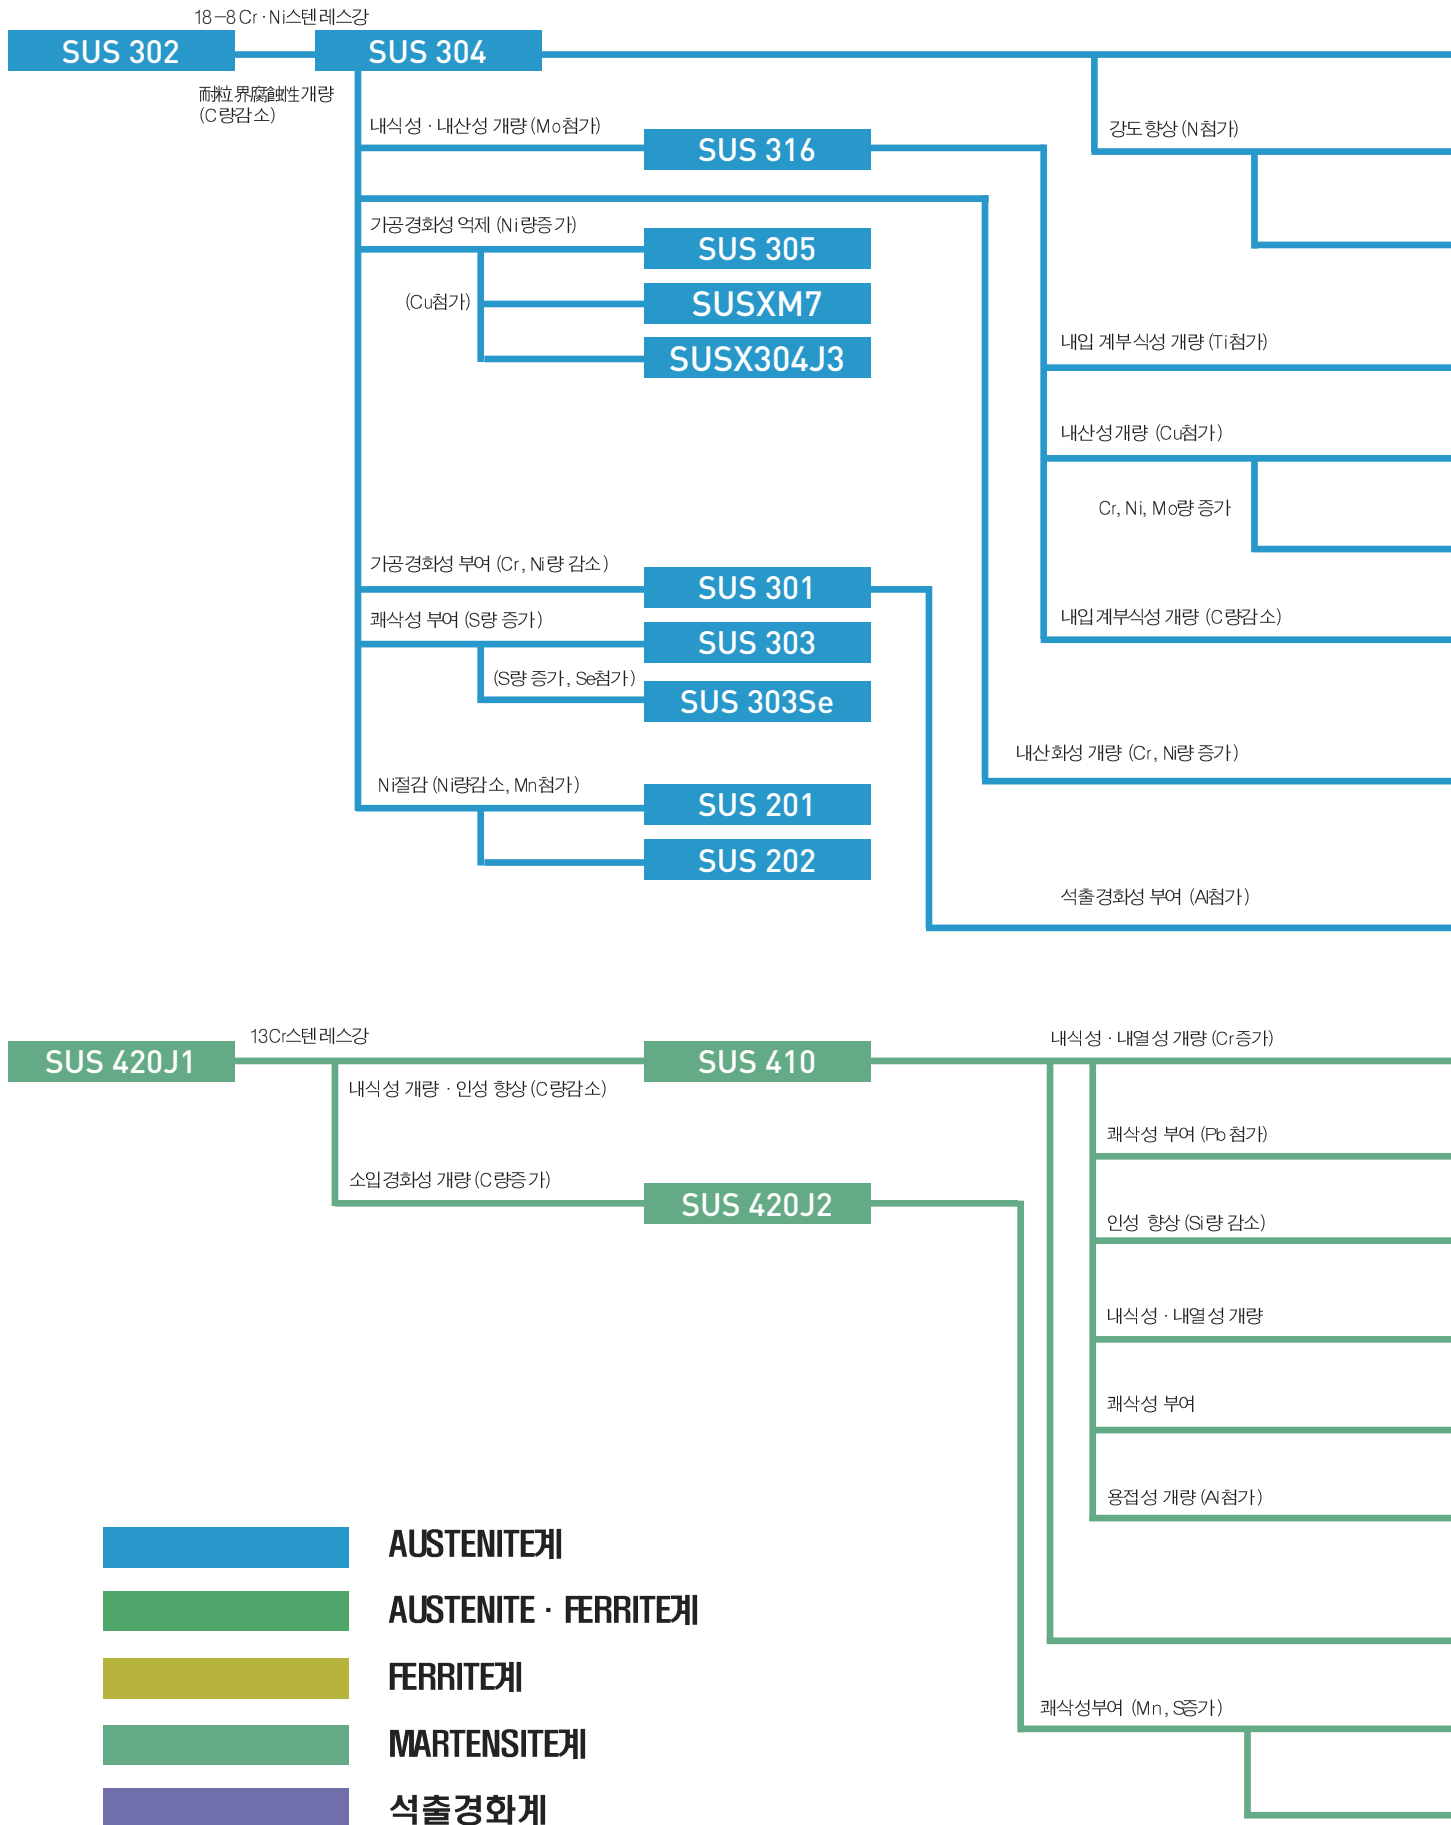 18-8 Cr · Ni스텐레스강
SUS 302
SUS 304
耐粒界腐蝕性개량
(C량감소)
내식성 · 내산성 개량 (Mo첨가)
SUS 316
강도향상 (N첨가)
가공경화성 억제 (Ni량증가)
SUS 305
(Cu첨가)
SUSXM7
SUSX304J3
내입 계부식성 개량 (Ti첨가)
내산성개량 (Cu첨가)
Cr, Ni, Mo량 증가
가공경화성 부여 (Cr, Ni량 감소)
SUS 301
쾌삭성 부여 (S량 증가)
SUS 303
내입계부식성 개량 (C량감소)
(S량 증가, Se첨가)
SUS 303Se
내산화성 개량 (Cr, Ni량 증가)
Ni절감 (Ni량감소, Mn첨가)
SUS 201
SUS 202
석출경화성 부여 (Al첨가)
13Cr스텐레스강
SUS 420J1
SUS 410
내식성 · 내열성 개량 (Cr증가)
내식성 개량 · 인성 향상 (C량감소)
쾌삭성 부여 (Pb 첨가)
소입경화성 개량 (C량증가)
SUS 420J2
인성 향상 (Si량 감소)
내식성 · 내열성 개량
쾌삭성 부여
용접성 개량 (Al첨가)
AUSTENITE계
AUSTENITE · FERRITE계
FERRITE계
쾌삭성부여 (Mn, S증가)
MARTENSITE계
석출경화계